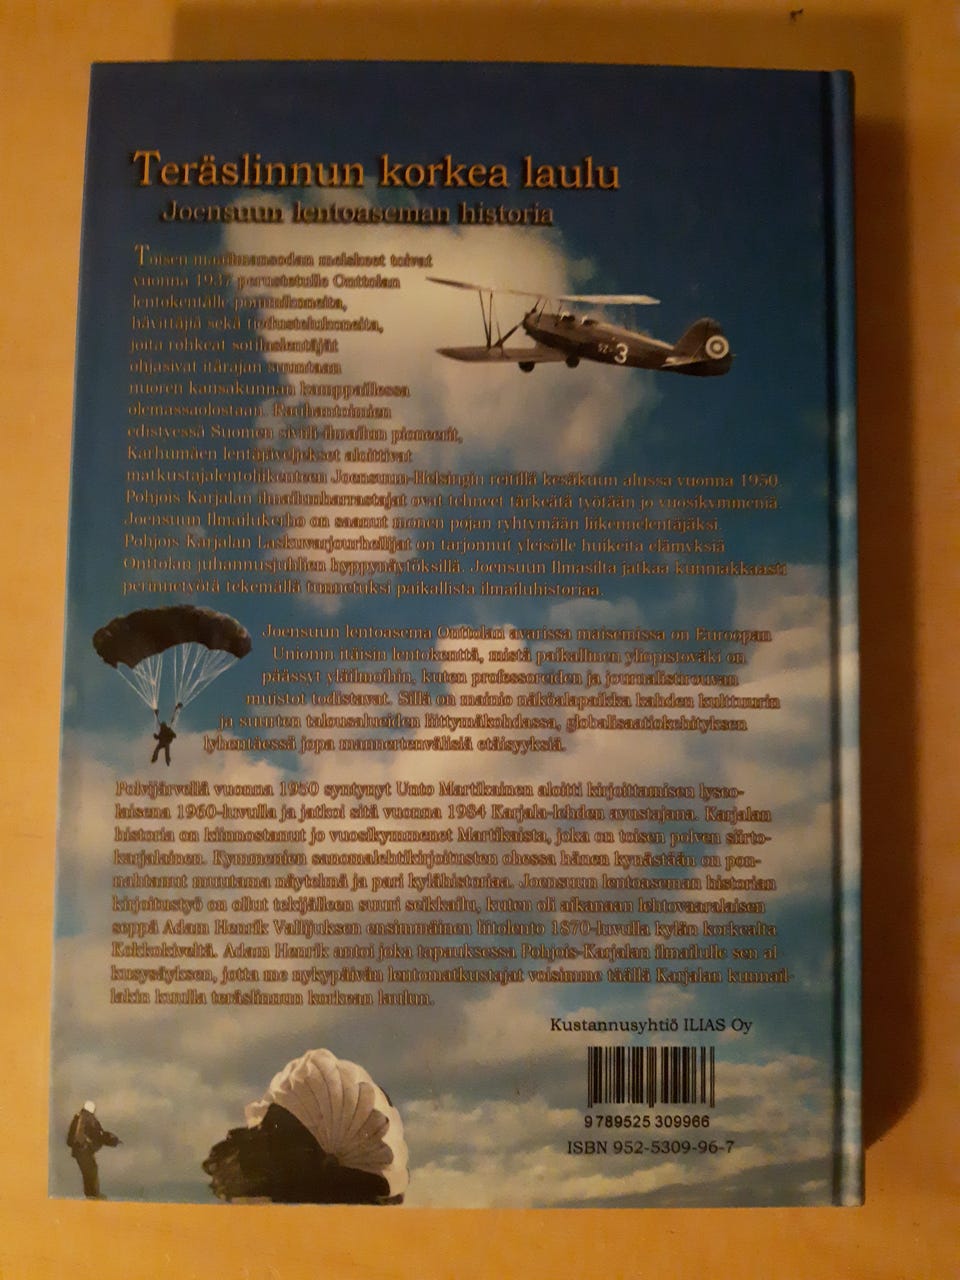 Teräslinnun korkea laulu
Joensuun lentoaseman historia
Toisen maailmansodan melskeet toivat
vuonna 1937 perustetulle Onttolan
lentokentälle pommikoneita,
hävittäjiä sekä tiedustelukoneita,
joita rohkeat sotilaslentäjät
ohjasivat itärajan suuntaan
nuoren kansakunnan kamppaillessa
olemassaolostaan. Rauhantoimien
edistyessä Suomen siviili-ilmailun pioneerit,
Karhumäen lentäjäveljekset aloittivat
matkustajalentoliikenteen Joensuun-Helsingin reitillä kesäkuun alussa vuonna 1950.
Pohjois Karjalan ilmailunharrastajat ovat tehneet tärkeätä työtään jo vuosikymmeniä.
Joensuun Ilmailukerho on saanut monen pojan ryhtymään liikennelentäjäksi.
Pohjois Karjalan Laskuvarjourheilijat on tarjonnut yleisölle huikeita elämyksiä
Onttolan juhannusjuhlien hyppynäytöksillä. Joensuun Ilmasilta jatkaa kunniakkaasti
perinnetyötä tekemällä tunnetuksi paikallista ilmailuhistoriaa.
Joensuun lentoasema Onttolan avarissa maisemissa on Euroopan
Unionin itäisin lentokenttä, mistä paikallinen yliopistoväki on
päässyt yläilmoihin, kuten professoreiden ja journalistirouvan
muistot todistavat. Sillä on mainio näköalapaikka kahden kulttuurin
ja suurten talousalueiden liittymäkohdassa, globalisaatiokehityksen
lyhentäessä jopa mannertenvälisiä etäisyyksiä.
Polvijärvellä vuonna 1950 syntynyt Unto Martikainen aloitti kirjoittamisen lyseo-
laisena 1960-luvulla ja jatkoi sitä vuonna 1984 Karjala-lehden avustajana. Karjalan
historia on kiinnostanut jo vuosikymmenet Martikaista, joka on toisen polven siirto-
karjalainen. Kymmenien sanomalehtikirjoitusten ohessa hänen kynästään on pon-
nahtanut muutama näytelmä ja pari kylähistoriaa. Joensuun lentoaseman historian
kirjoitustyö on ollut tekijälleen suuri seikkailu, kuten oli aikanaan lehtovaaralaisen
seppä Adam Henrik Vallijuksen ensimmäinen liitolento 1870-luvulla kylän korkealta
Kokkokiveltä. Adam Henrik antoi joka tapauksessa Pohjois-Karjalan ilmailulle sen al
kusysäyksen, jotta me nykypäivän lentomatkustajat voisimme täällä Karjalan kunnail-
lakin kuulla teräslinnun korkean laulun.
SZ-3
Kustannusyhtiö ILIAS Oy
9 789525 309966
ISBN 952-5309-96-7